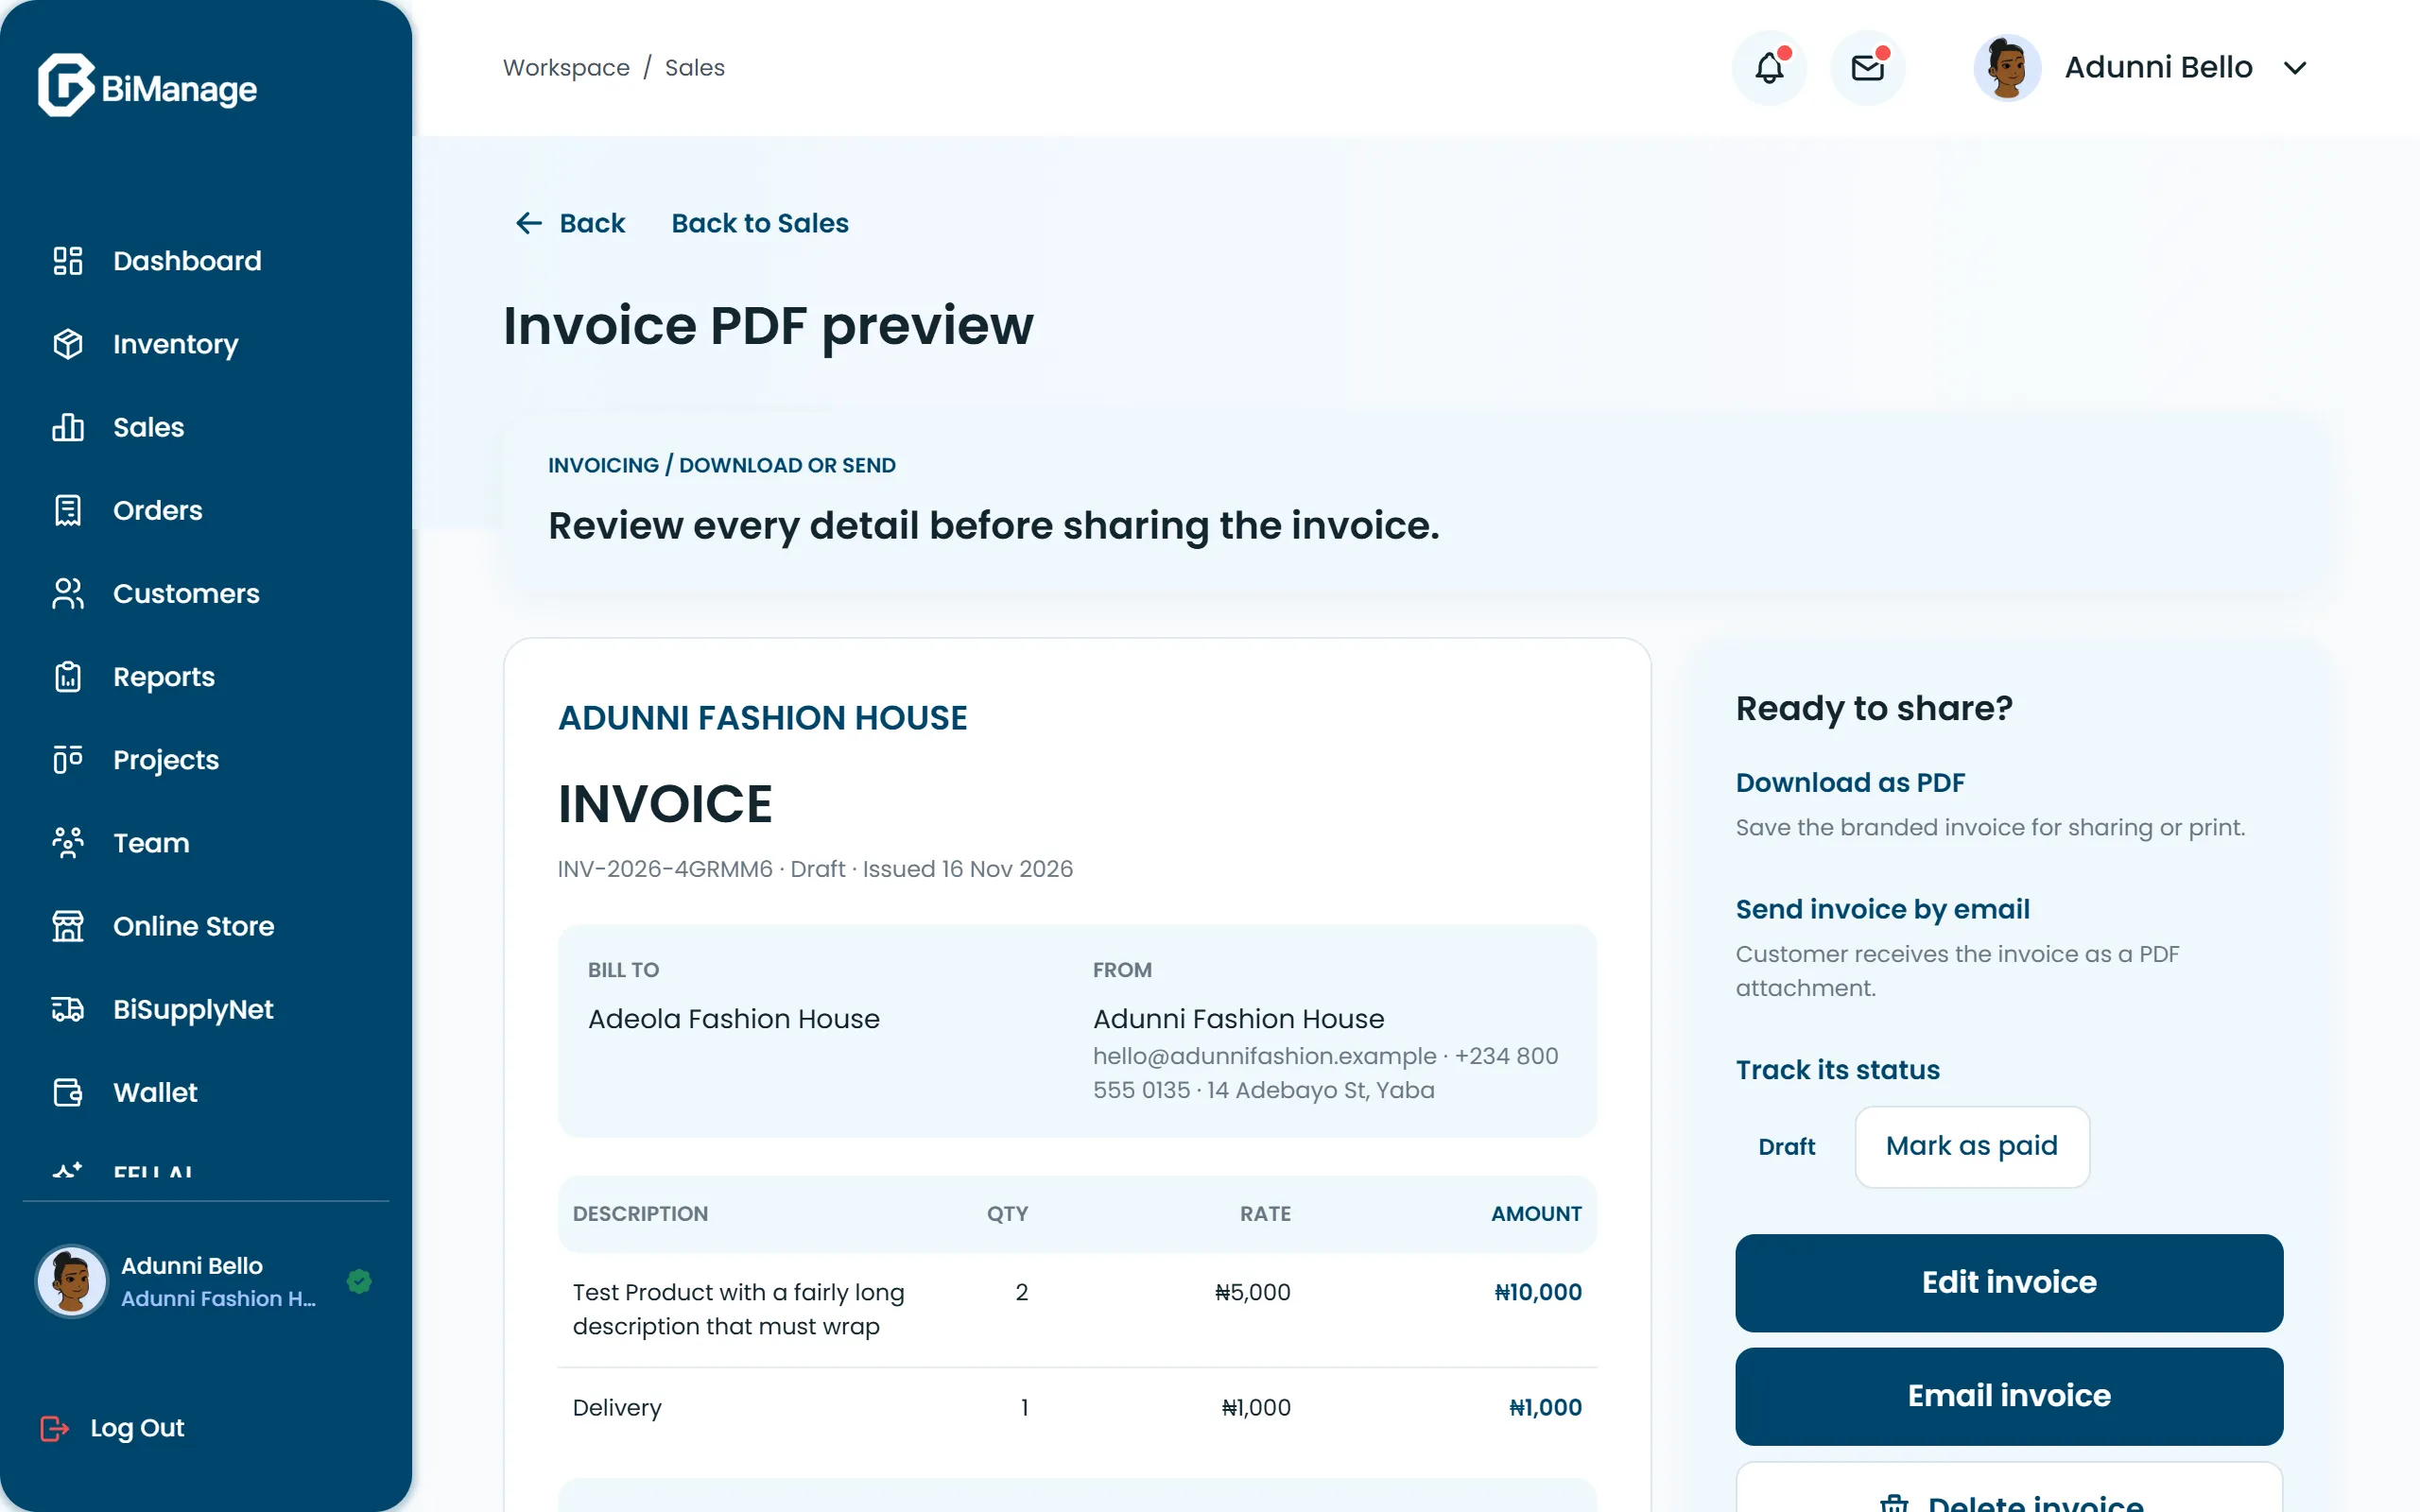 BiManage
Dashboard
Inventory
Sales
Orders
Customers
Reports
Projects
Team
Online Store
BiSupplyNet
Wallet
Adunni Bello
Adunni Fashion H...
Log Out
Workspace / Sales
Adunni Bello
Back
Back to Sales
Invoice PDF preview
INVOICING / DOWNLOAD OR SEND
Review every detail before sharing the invoice.
ADUNNI FASHION HOUSE
INVOICE
INV-2026-4GRMM6 · Draft · Issued 16 Nov 2026
BILL TO
Adeola Fashion House
FROM
Adunni Fashion House
hello@adunnifashion.example · +234 800
555 0135 · 14 Adebayo St, Yaba
DESCRIPTION QTY RATE AMOUNT
Test Product with a fairly long 2 ₦5,000 ₦10,000
description that must wrap
Delivery 1 ₦1,000 ₦1,000
Ready to share?
Download as PDF
Save the branded invoice for sharing or print.
Send invoice by email
Customer receives the invoice as a PDF
attachment.
Track its status
Draft
Mark as paid
Edit invoice
Email invoice
Delete invoice